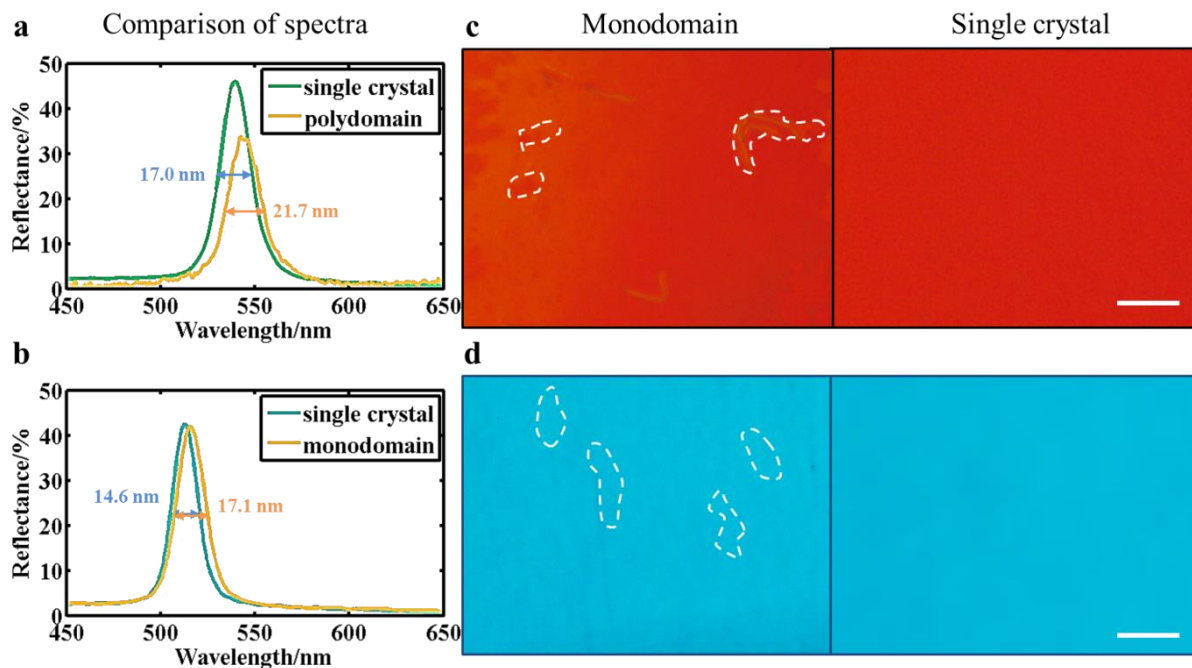 a Comparison of spectra
c Monodomain Single crystal
50
40
30
20
10
0
Reflectance/%
single crystal
polydomain
17.0 nm
21.7 nm
450 500 550 600 650
Wavelength/nm
b
d
50
40
30
20
10
0
Reflectance/%
single crystal
monodomain
14.6 nm
17.1 nm
450 500 550 600 650
Wavelength/nm